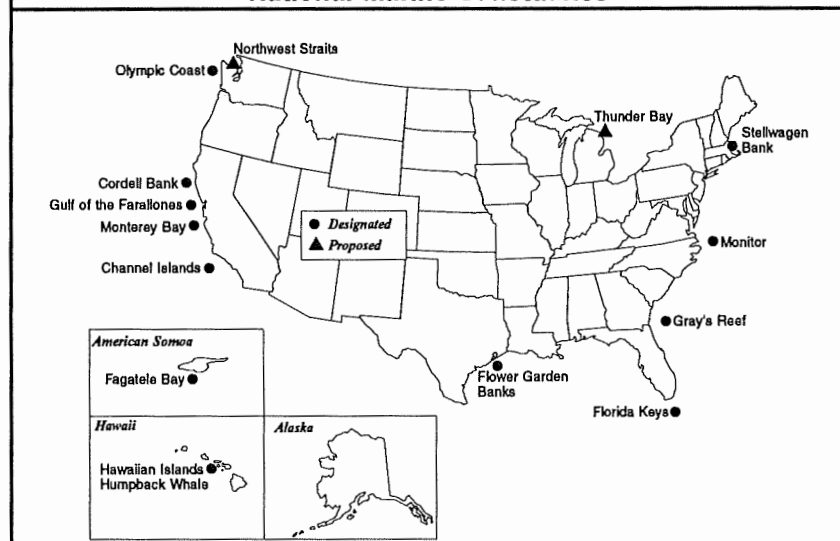 Northwest Straits
Olympic Coast
Thunder Bay
Stellwagen
Bank
Cordell Bank
Gulf of the Farallones
Monterey Bay
Channel Islands
Designated
Proposed
Monitor
Gray's Reef
Flower Garden
Banks
Florida Keys
American Somoa
Fagatele Bay
Hawaii
Hawaiian Islands
Humpback Whale
Alaska